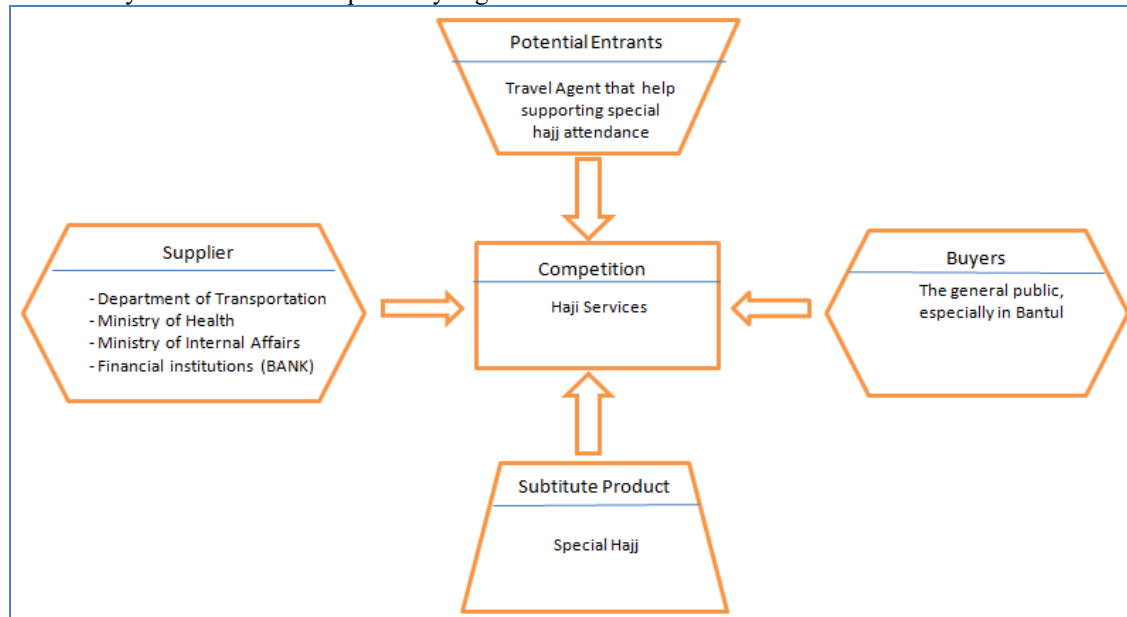 Potential Entrants
Travel Agent that help
supporting special
hajj attendance
Supplier
- Department of Transportation
- Ministry of Health
- Ministry of Internal Affairs
- Financial institutions (BANK)
Competition
Haji Services
Buyers
The general public,
especially in Bantul
Subtitute Product
Special Hajj